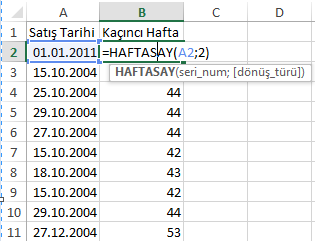 A B C D
1 Satış Tarihi Kaçıncı Hafta
2 01.01.2011 =HAFTASAY(A2;2)
3 15.10.2004 HAFTASAY(seri_num; [dönüş_türü])
4 25.10.2004 44
5 29.10.2004 44
6 27.10.2004 44
7 15.10.2004 42
8 18.10.2004 43
9 15.10.2004 42
10 29.10.2004 44
11 27.12.2004 53